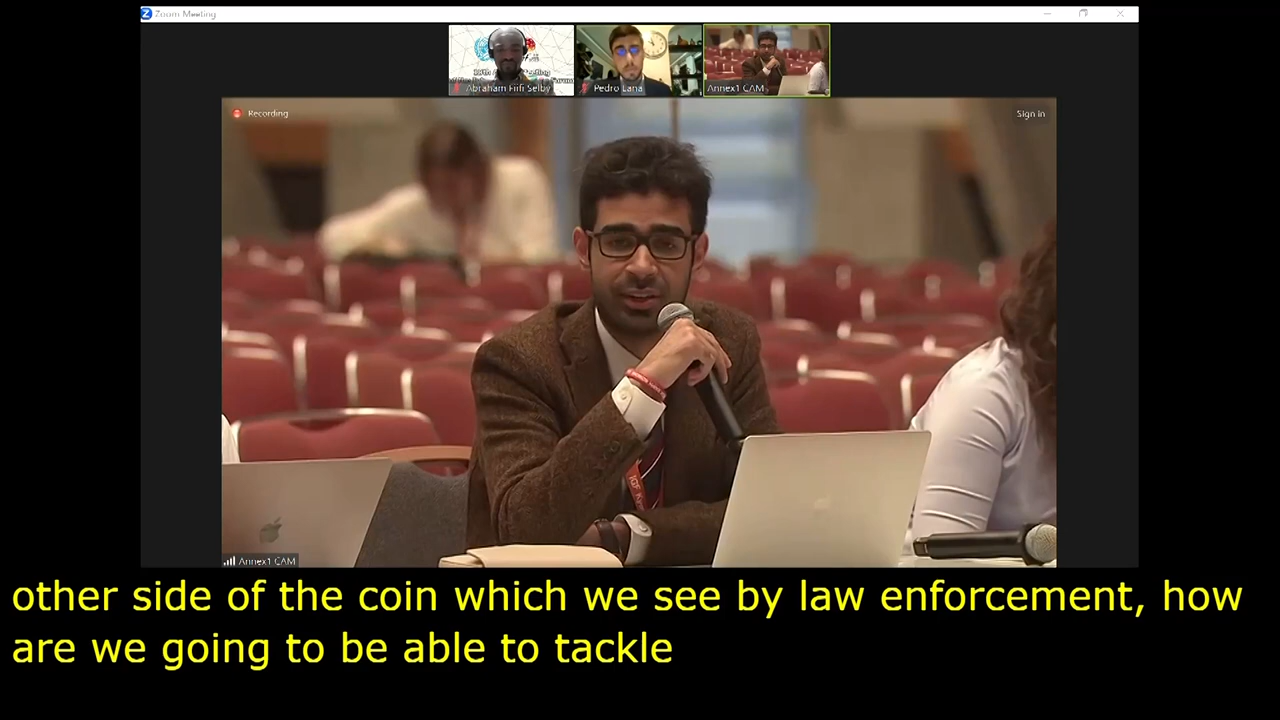 Zoom Meeting
Abraham Fiifi Selby
Pedro Lana
Annex1 CAM
Recording
Sign in
IGF
Annex1 CAM
other side of the coin which we see by law enforcement, how
are we going to be able to tackle